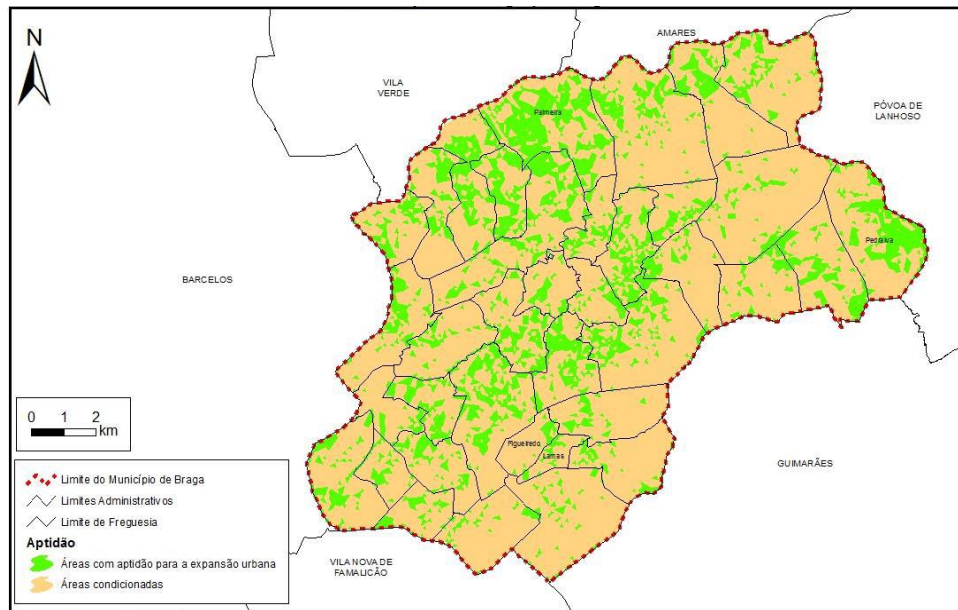 N
AMARES
VILA
VERDE
PÓVOA DE
LANHOSO
Palmeira
Pedralva
BARCELOS
Figueiredo
Lamas
GUIMARÃES
VILA NOVA DE
FAMALICÃO
0 1 2
km
Limite do Município de Braga
Limites Administrativos
Limite de Freguesia
Aptidão
Áreas com aptidão para a expansão urbana
Áreas condicionadas